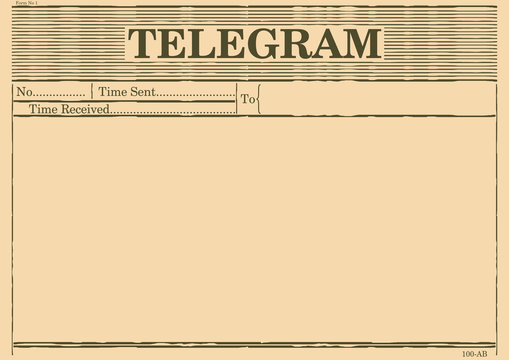 Form No 1
TELEGRAM
No................ Time Sent........................
Time Received......................................
To {
100-AB